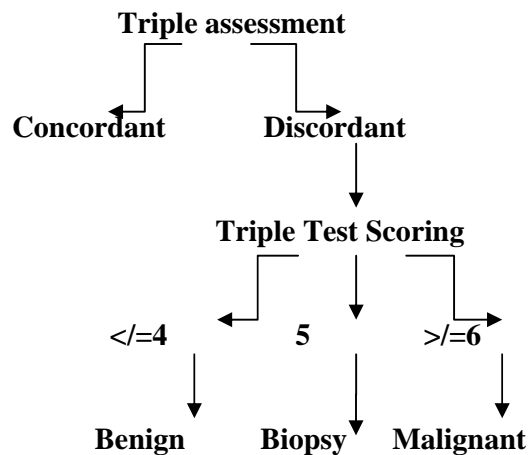 Triple assessment
Concordant Discordant
Triple Test Scoring
</=4 5 >/=6
Benign Biopsy Malignant